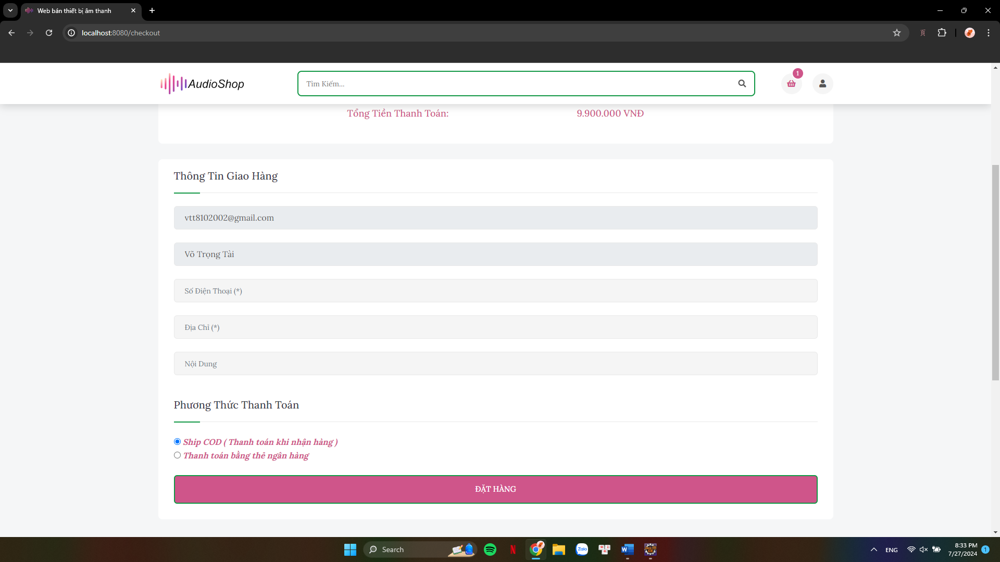 Web bán thiết bị âm thanh
localhost:8080/checkout
AudioShop
Tìm Kiếm...
1
Tổng Tiền Thanh Toán: 9.900.000 VNĐ
Thông Tin Giao Hàng
vtt8102002@gmail.com
Võ Trọng Tài
Số Điện Thoại (*)
Địa Chỉ (*)
Nội Dung
Phương Thức Thanh Toán
Ship COD ( Thanh toán khi nhận hàng )
Thanh toán bằng thẻ ngân hàng
ĐẶT HÀNG
Search
Zalo
ENG
8:33 PM
7/27/2024
1